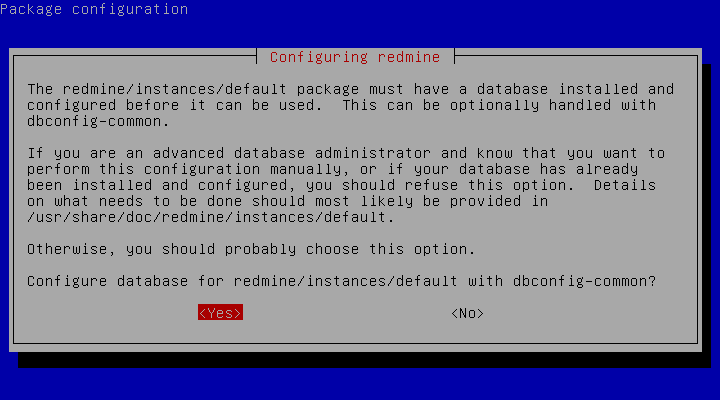 Package configuration
Configuring redmine
The redmine/instances/default package must have a database installed and
configured before it can be used.  This can be optionally handled with
dbconfig-common.
If you are an advanced database administrator and know that you want to
perform this configuration manually, or if your database has already
been installed and configured, you should refuse this option.  Details
on what needs to be done should most likely be provided in
/usr/share/doc/redmine/instances/default.
Otherwise, you should probably choose this option.
Configure database for redmine/instances/default with dbconfig-common?
<Yes> <No>